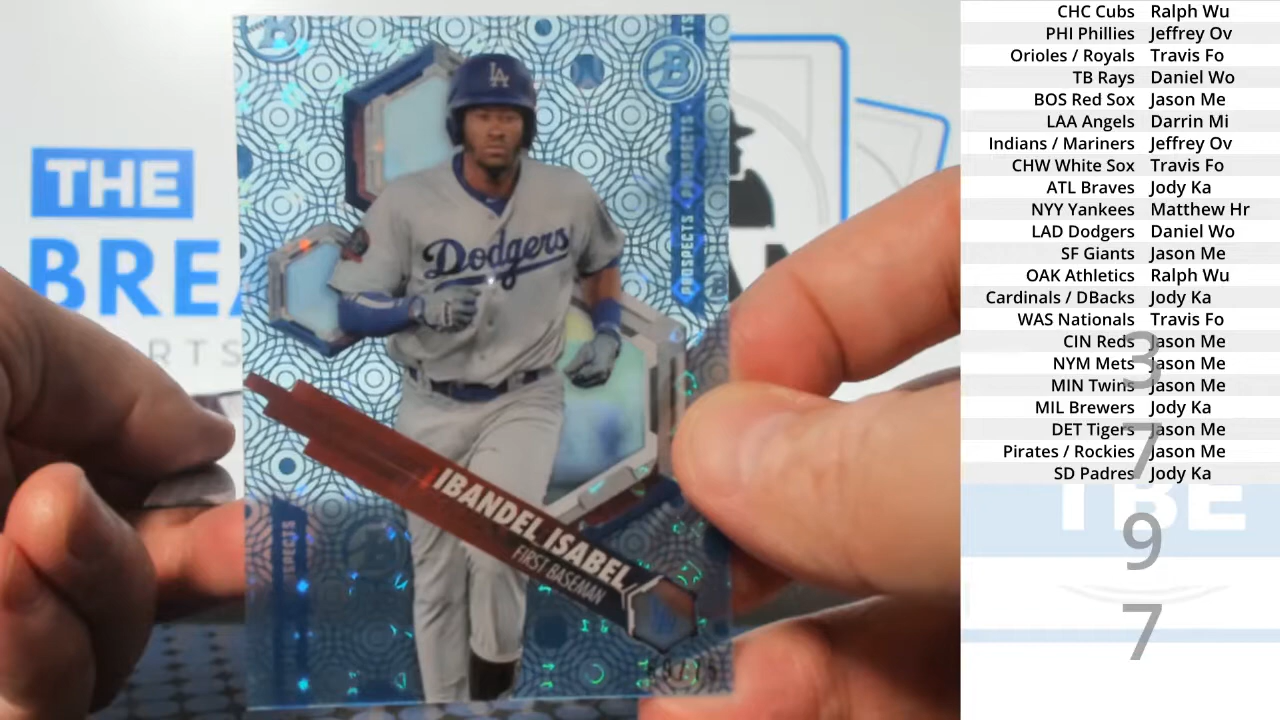 THE
BREA
RTS
B
B
LA
PROSPECTS
Dodgers
IBANDEL ISABEL
FIRST BASEMAN
CHC Cubs Ralph Wu
PHI Phillies Jeffrey Ov
Orioles / Royals Travis Fo
TB Rays Daniel Wo
BOS Red Sox Jason Me
LAA Angels Darrin Mi
Indians / Mariners Jeffrey Ov
CHW White Sox Travis Fo
ATL Braves Jody Ka
NYY Yankees Matthew Hr
LAD Dodgers Daniel Wo
SF Giants Jason Me
OAK Athletics Ralph Wu
Cardinals / DBacks Jody Ka
WAS Nationals Travis Fo
CIN Reds Jason Me
NYM Mets Jason Me
MIN Twins Jason Me
MIL Brewers Jody Ka
DET Tigers Jason Me
Pirates / Rockies Jason Me
SD Padres Jody Ka
3
7
9
7
TBE